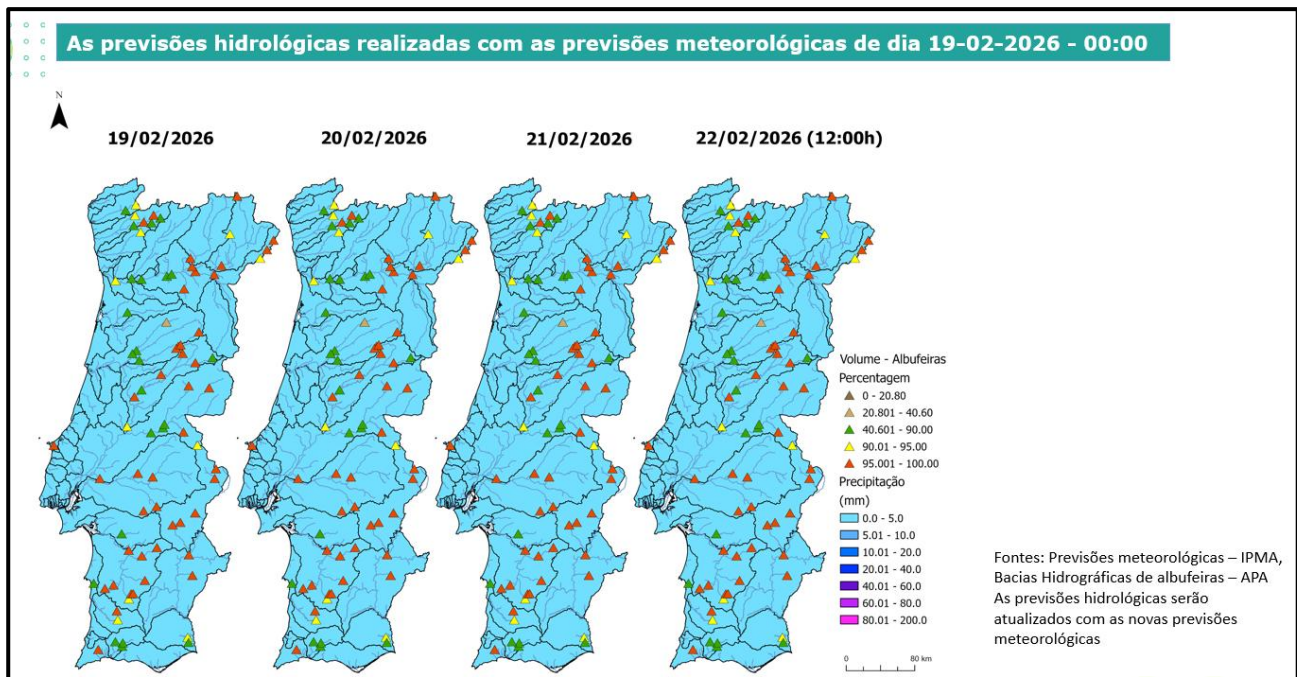 As previsões hidrológicas realizadas com as previsões meteorológicas de dia 19-02-2026 - 00:00
N
19/02/2026
20/02/2026
21/02/2026
22/02/2026 (12:00h)
Volume - Albufeiras
Percentagem
0 - 20.80
20.801 - 40.60
40.601 - 90.00
90.01 - 95.00
95.001 - 100.00
Precipitação
(mm)
0.0 - 5.0
5.01 - 10.0
10.01 - 20.0
20.01 - 40.0
40.01 - 60.0
60.01 - 80.0
80.01 - 200.0
0 80 km
Fontes: Previsões meteorológicas – IPMA,
Bacias Hidrográficas de albufeiras – APA
As previsões hidrológicas serão
atualizados com as novas previsões
meteorológicas